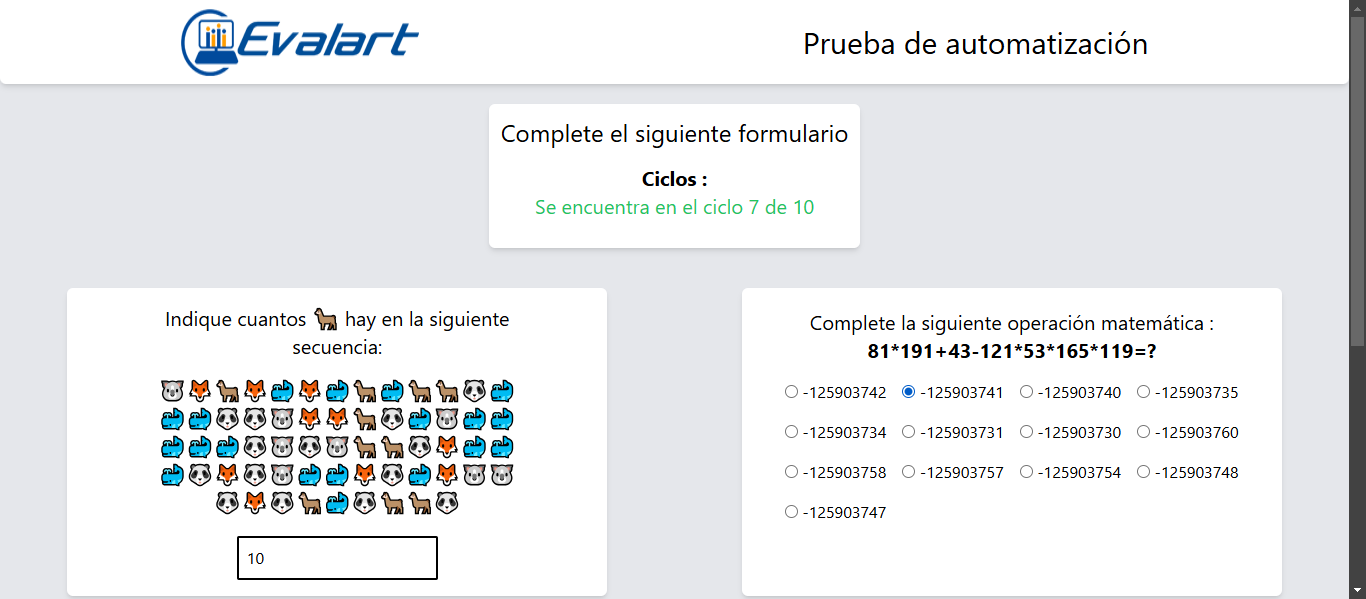 Evalart
Prueba de automatización
Complete el siguiente formulario
Ciclos :
Se encuentra en el ciclo 7 de 10
Indique cuantos 🐐 hay en la siguiente
secuencia:
10
Complete la siguiente operación matemática :
81*191+43-121*53*165*119=?
-125903742 -125903741 -125903740 -125903735
-125903734 -125903731 -125903730 -125903760
-125903758 -125903757 -125903754 -125903748
-125903747